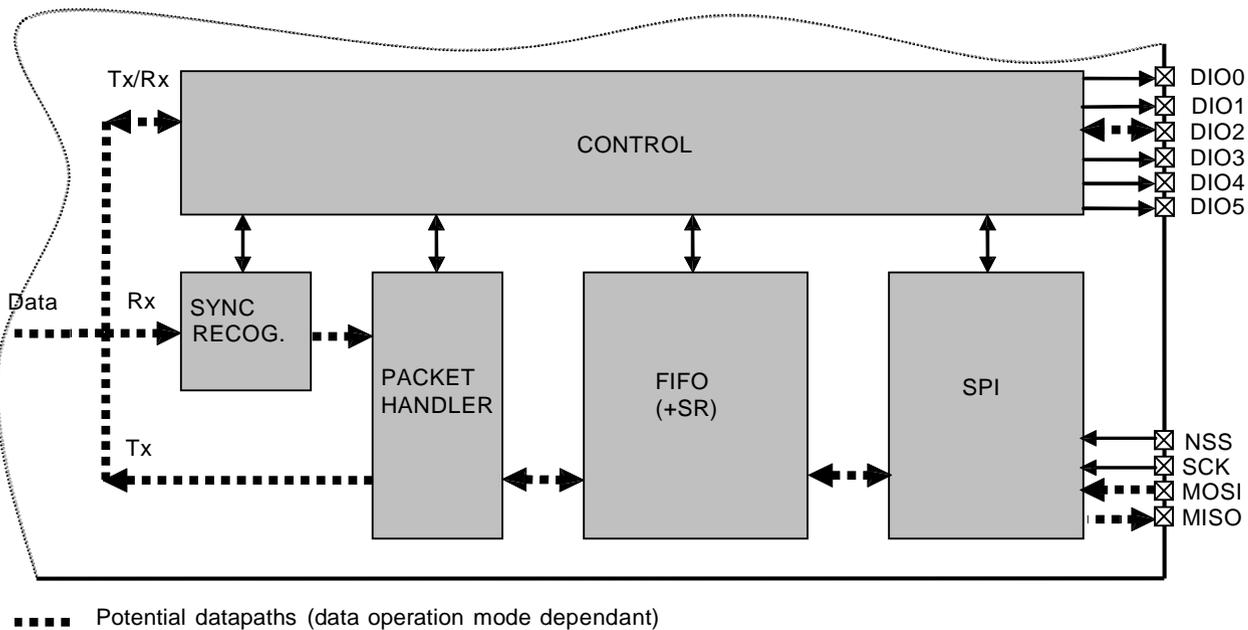 Tx/Rx
CONTROL
DIO0
DIO1
DIO2
DIO3
DIO4
DIO5
Data
Rx
SYNC
RECOG.
PACKET
HANDLER
FIFO
(+SR)
SPI
Tx
NSS
SCK
MOSI
MISO
Potential datapaths (data operation mode dependant)